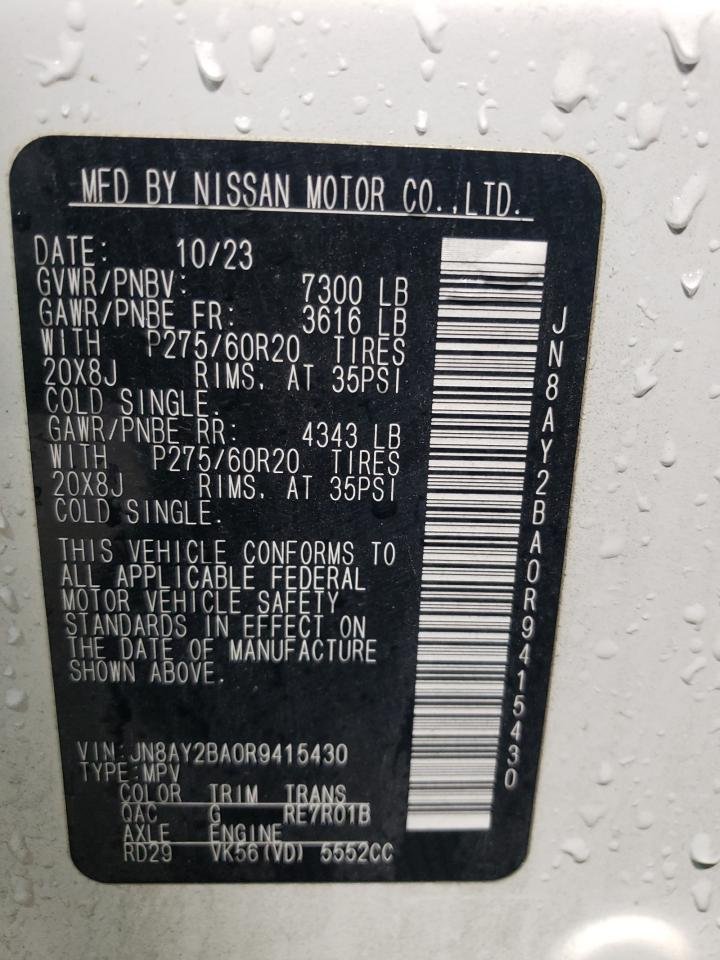 MFD BY NISSAN MOTOR CO.,LTD.
DATE: 10/23
GVWR/PNBV: 7300 LB
GAWR/PNBE FR: 3616 LB
WITH P275/60R20 TIRES
20X8J RIMS, AT 35PSI
COLD SINGLE.
GAWR/PNBE RR: 4343 LB
WITH P275/60R20 TIRES
20X8J RIMS, AT 35PSI
COLD SINGLE.
THIS VEHICLE CONFORMS TO
ALL APPLICABLE FEDERAL
MOTOR VEHICLE SAFETY
STANDARDS IN EFFECT ON
THE DATE OF MANUFACTURE
SHOWN ABOVE.
VIN:JN8AY2BA0R9415430
TYPE:MPV
COLOR TRIM TRANS
QAC G RE7R01B
AXLE ENGINE
RD29 VK56(VD) 5552CC
JN8AY2BA0R9415430